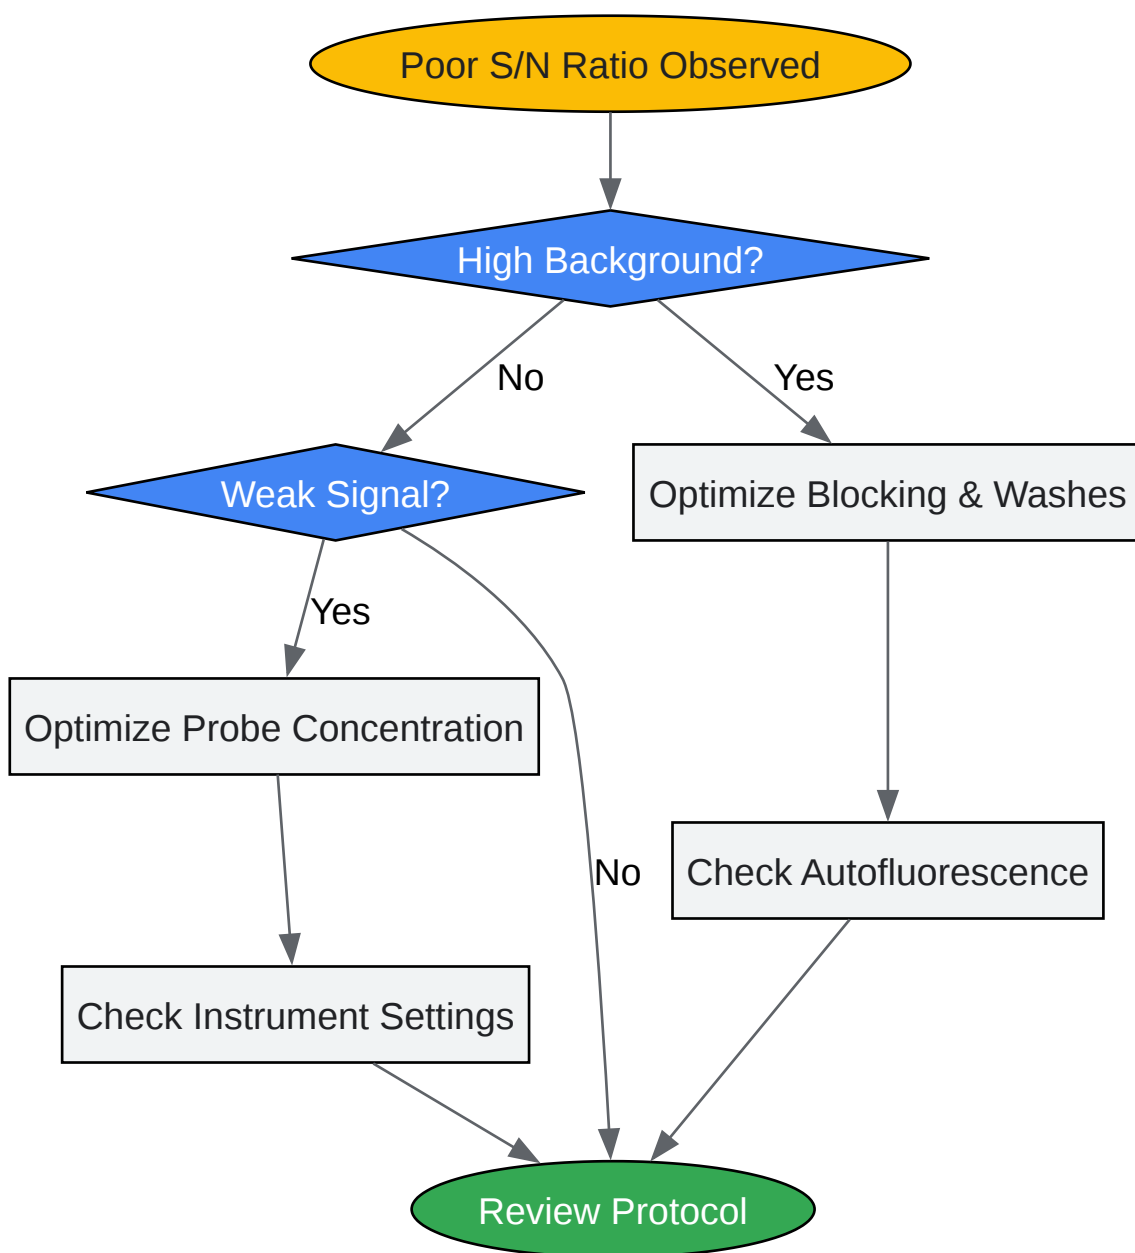 Poor S/N Ratio Observed
High Background?
No
Yes
Weak Signal?
Optimize Blocking & Washes
Yes
Optimize Probe Concentration
No
Check Autofluorescence
Check Instrument Settings
Review Protocol